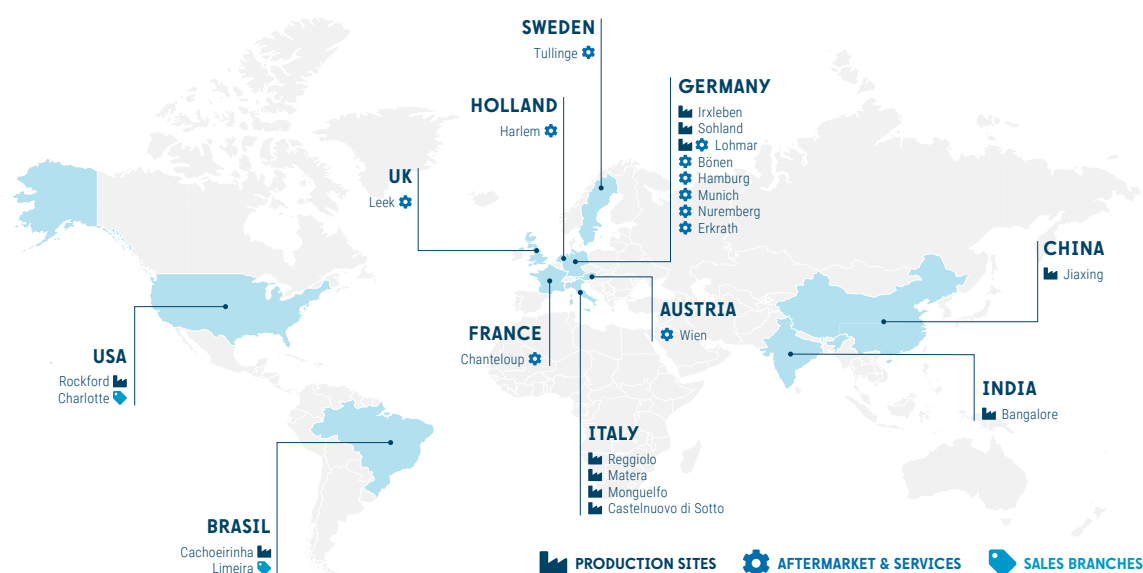 SWEDEN
Tullinge
GERMANY
Irxleben
Sohland
Lohmar
Bönen
Hamburg
Munich
Nuremberg
Erkrath
HOLLAND
Harlem
UK
Leek
CHINA
Jiaxing
AUSTRIA
Wien
FRANCE
Chanteloup
USA
Rockford
Charlotte
INDIA
Bangalore
ITALY
Reggiolo
Matera
Monguelfo
Castelnuovo di Sotto
BRASIL
Cachoeirinha
Limeira
PRODUCTION SITES
AFTERMARKET & SERVICES
SALES BRANCHES